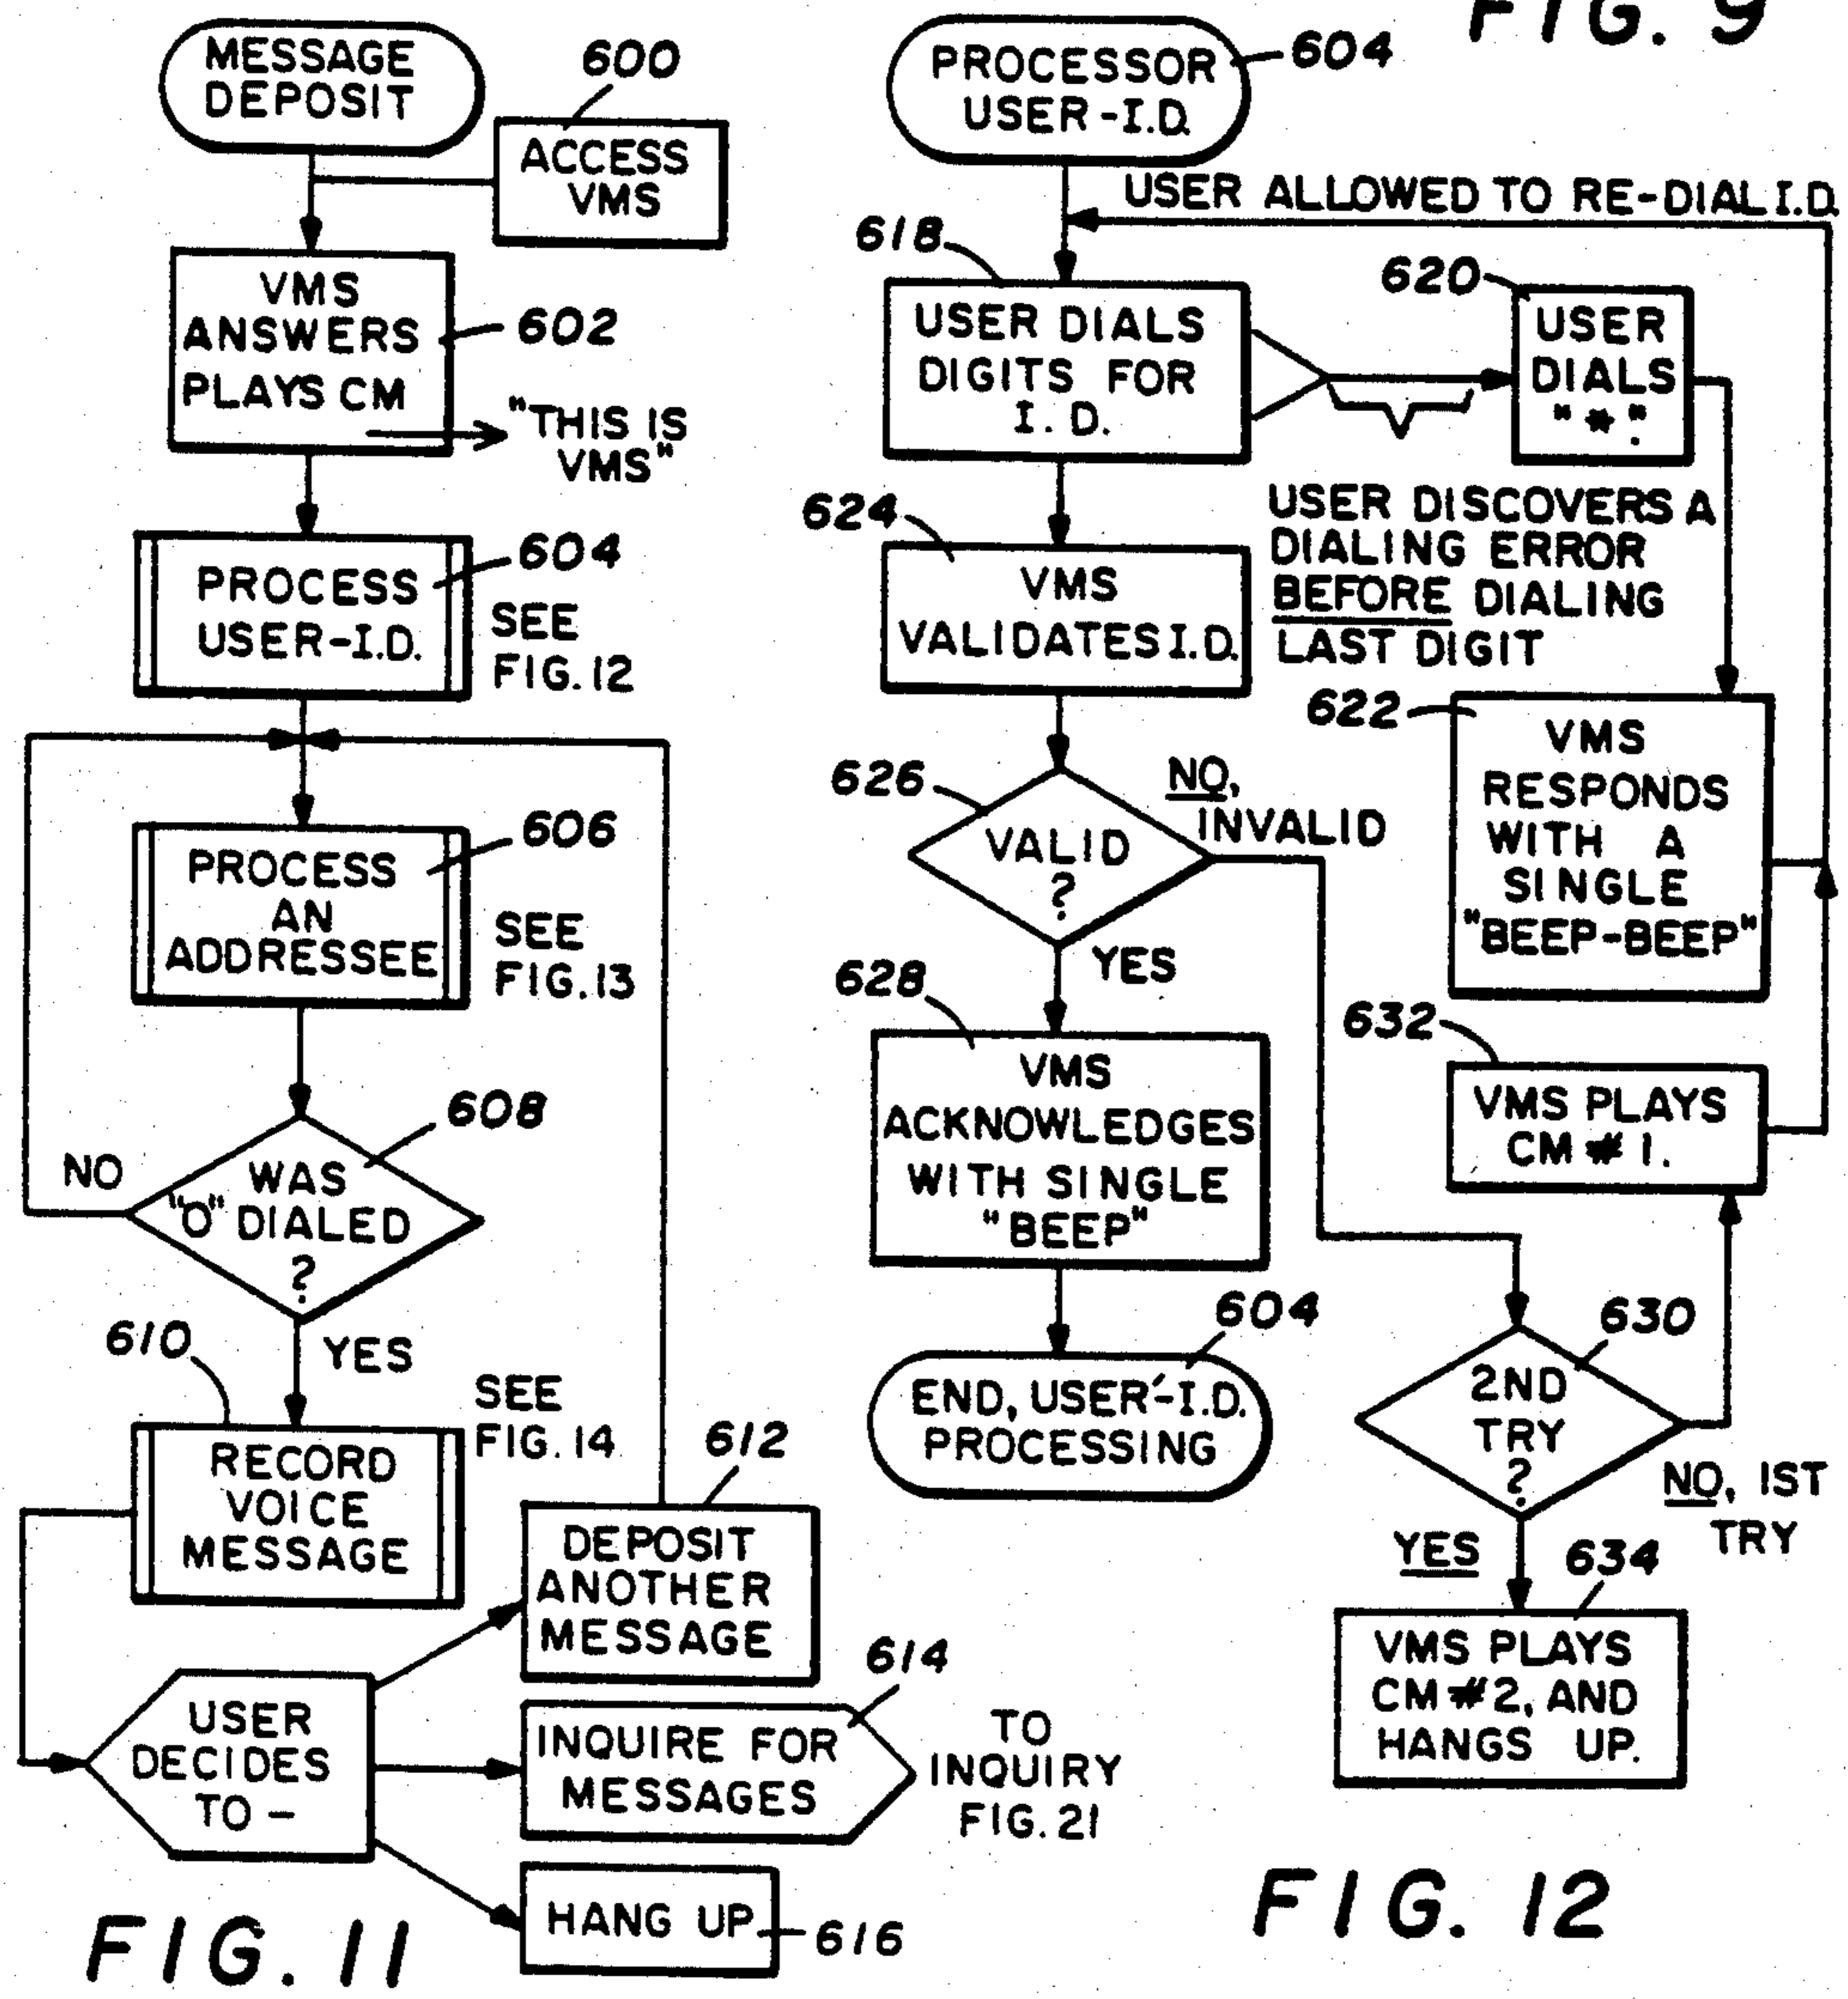 FIG. 9
MESSAGE
DEPOSIT
600
ACCESS
VMS
VMS
ANSWERS
PLAYS CM
602
"THIS IS
VMS"
PROCESS
USER-I.D.
604
SEE
FIG.12
PROCESS
AN
ADDRESSEE
606
SEE
FIG.13
WAS
"O" DIALED
?
608
NO
YES
610
RECORD
VOICE
MESSAGE
SEE
FIG.14
612
DEPOSIT
ANOTHER
MESSAGE
USER
DECIDES
TO -
614
INQUIRE FOR
MESSAGES
TO
INQUIRY
FIG.21
HANG UP
616
FIG. 11
PROCESSOR
USER-I.D.
604
USER ALLOWED TO RE-DIAL I.D.
618
USER DIALS
DIGITS FOR
I. D.
620
USER
DIALS
"*".
USER DISCOVERS A
DIALING ERROR
BEFORE DIALING
LAST DIGIT
624
VMS
VALIDATES I.D.
622
VMS
RESPONDS
WITH A
SINGLE
"BEEP-BEEP"
626
VALID
?
NO,
INVALID
YES
628
VMS
ACKNOWLEDGES
WITH SINGLE
"BEEP"
632
VMS PLAYS
CM # 1.
604
END, USER-I.D.
PROCESSING
630
2ND
TRY
?
NO, 1ST
TRY
YES
634
VMS PLAYS
CM #2, AND
HANGS UP.
FIG. 12